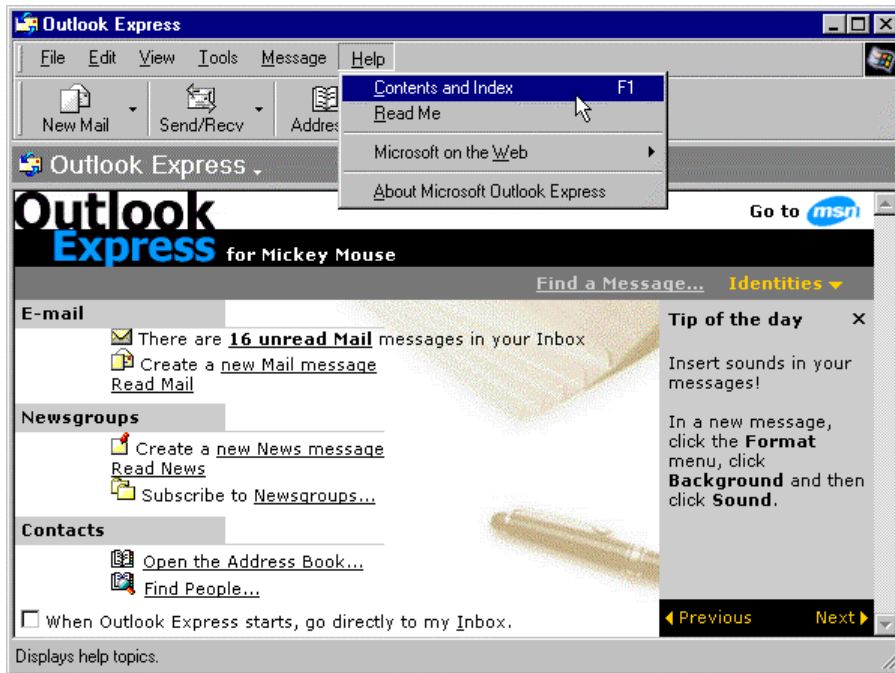 Outlook Express
File Edit View Tools Message Help
New Mail Send/Recv Addre
Contents and Index F1
Read Me
Microsoft on the Web
About Microsoft Outlook Express
Outlook Express
Outlook
Express for Mickey Mouse
Go to msn
Find a Message... Identities
E-mail
There are 16 unread Mail messages in your Inbox
Create a new Mail message
Read Mail
Newsgroups
Create a new News message
Read News
Subscribe to Newsgroups...
Contacts
Open the Address Book...
Find People...
When Outlook Express starts, go directly to my Inbox.
Tip of the day
Insert sounds in your
messages!
In a new message,
click the Format
menu, click
Background and then
click Sound.
Previous Next
Displays help topics.